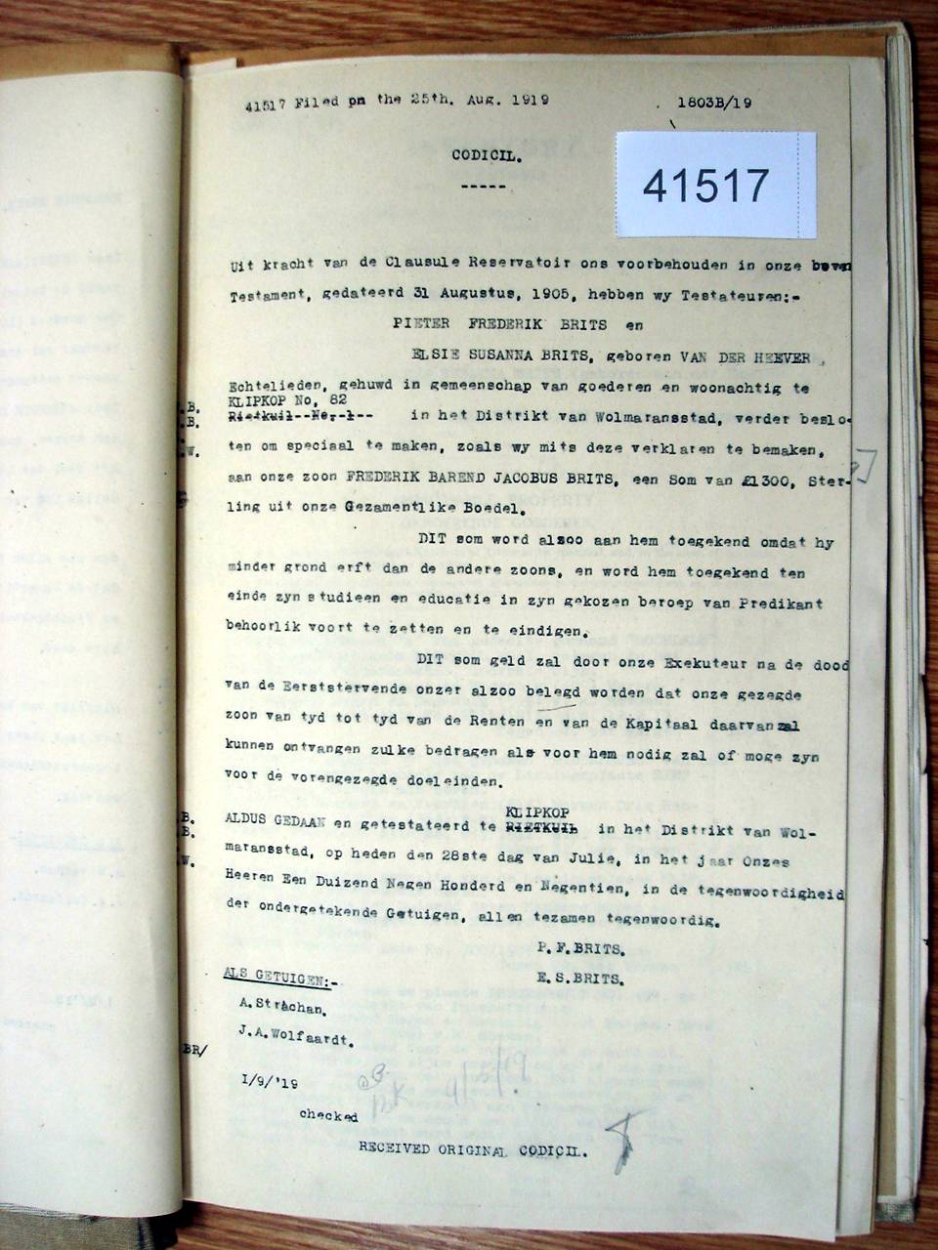 41517 Filed pn the 25th. Aug. 1919 1803B/19
CODICIL.
-----
41517
Uit kracht van de Clausule Reservatoir ons voorbehouden in onze boven
Testament, gedateerd 31 Augustus, 1905, hebben wy Testateuren:-
PIETER FREDERIK BRITS en
ELSIE SUSANNA BRITS, geboren VAN DER HEEVER,
Echtelieden, gehuwd in gemeenschap van goederen en woonachtig te
KLIPKOP No, 82
.B. Rietkuil--No,-1-- in het Distrikt van Wolmaransstad, verder beslo-
.B.
.W. ten om speciaal te maken, zoals wy mits deze verklaren te bemaken,
aan onze zoon FREDERIK BAREND JACOBUS BRITS, een Som van £1300, Ster-
ling uit onze Gezamentlike Boedel.
DIT som word alsoo aan hem toegekend omdat hy
minder grond erft dan de andere zoons, en word hem toegekend ten
einde zyn studieen en educatie in zyn gekozen beroep van Predikant
behoorlik voort te zetten en te eindigen.
DIT som geld zal door onze Exekuteur na de dood
van de Eerststervende onzer alzoo belegd worden dat onze gezegde
zoon van tyd tot tyd van de Renten en van de Kapitaal daarvanzal
kunnen ontvangen zulke bedragen als voor hem nodig zal of moge zyn
voor de vorengezegde doeleinden.
KLIPKOP
.B. ALDUS GEDAAN en getestateerd te RIETKUIL in het Distrikt van Wol-
.B.
.W. maransstad, op heden den 28ste dag van Julie, in het jaar Onzes
Heeren Een Duizend Negen Honderd en Negentien, in de tegenwoordigheid
der ondergetekende Getuigen, allen tezamen tegenwoordig.
P.F.BRITS.
E.S.BRITS.
ALS GETUIGEN:-
A.Strachan.
J.A.Wolfaardt.
BR/
1/9/'19
checked
RECEIVED ORIGINAL CODICIL.